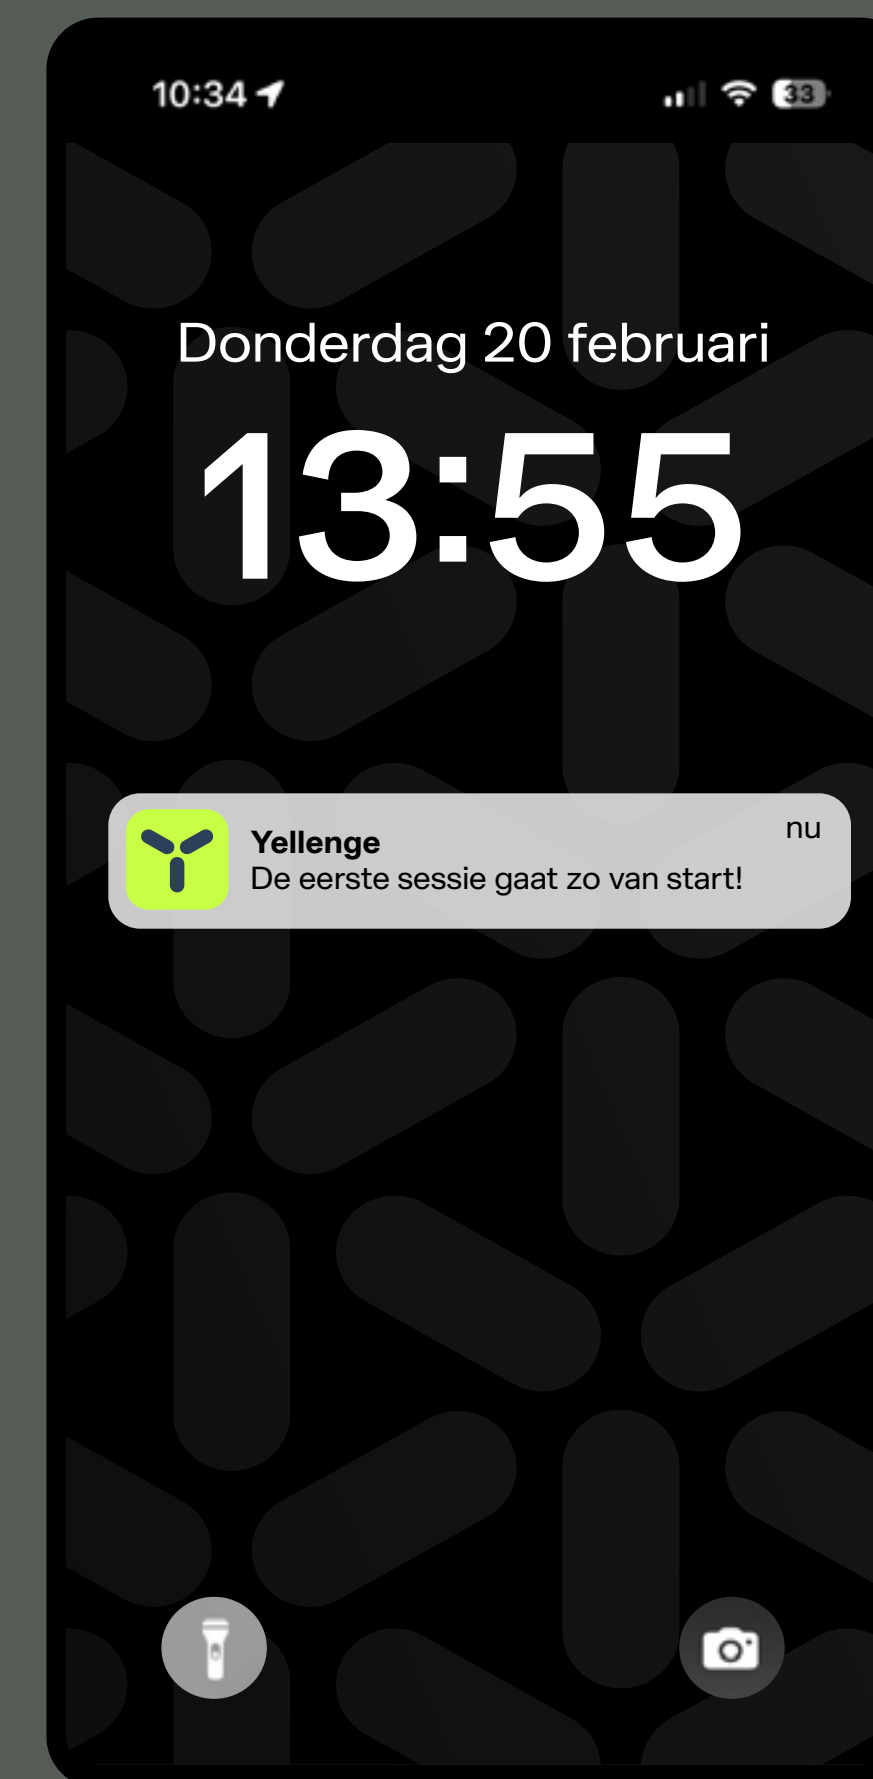 10:34
33
Donderdag 20 februari
13:55
Yellenge
nu
De eerste sessie gaat zo van start!